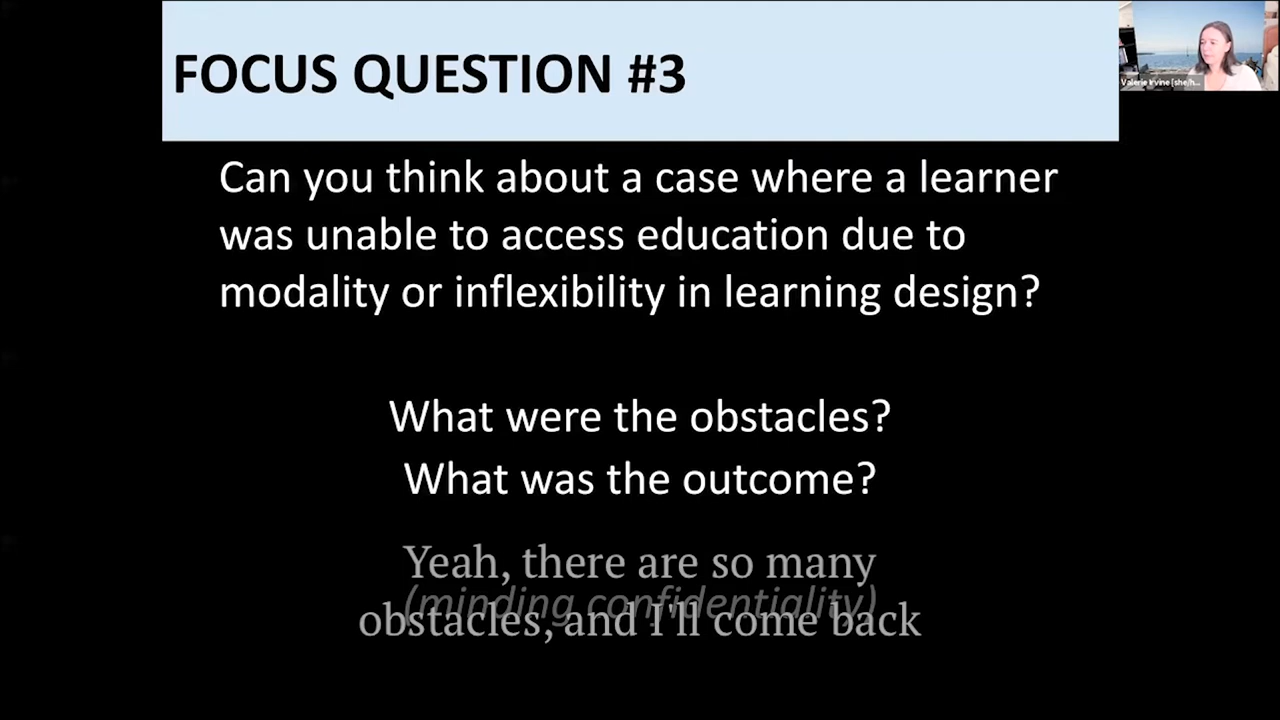 FOCUS QUESTION #3
Valerie Irvine (she/h...
Can you think about a case where a learner
was unable to access education due to
modality or inflexibility in learning design?
What were the obstacles?
What was the outcome?
Yeah, there are so many
(minding confidentiality)
obstacles, and I'll come back